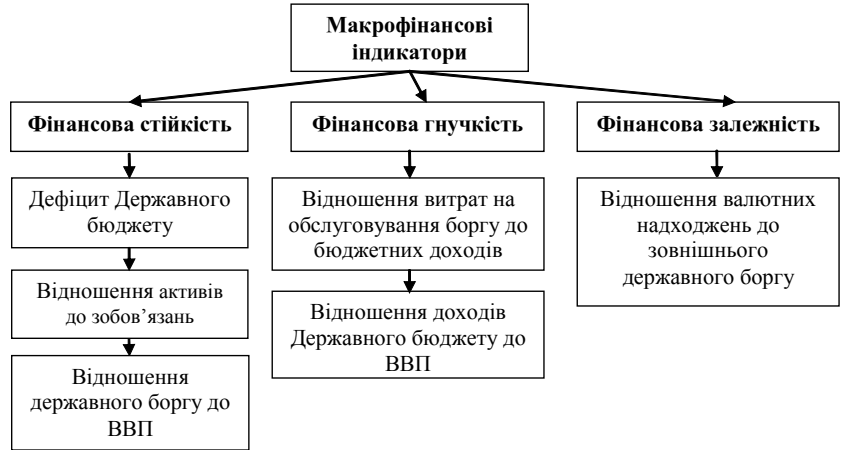 Макрофінансові
індикатори
Фінансова стійкість
Фінансова гнучкість
Фінансова залежність
Дефіцит Державного
бюджету
Відношення активів
до зобов’язань
Відношення
державного боргу до
ВВП
Відношення витрат на
обслуговування боргу до
бюджетних доходів
Відношення доходів
Державного бюджету до
ВВП
Відношення валютних
надходжень до
зовнішнього
державного боргу